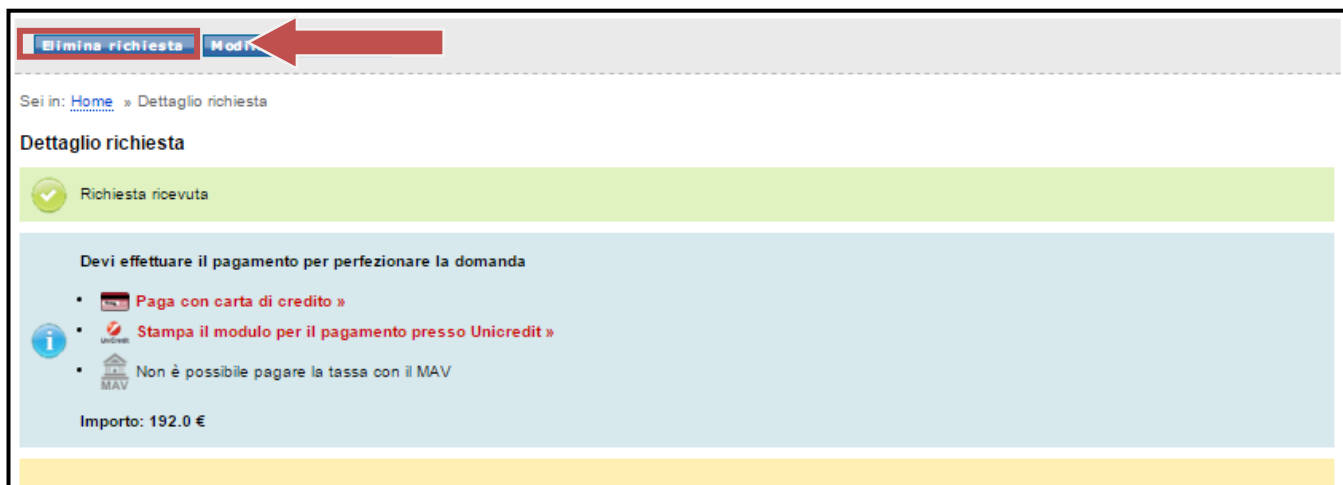 Elimina richiesta
Sei in: Home » Dettaglio richiesta
Dettaglio richiesta
Richiesta ricevuta
Devi effettuare il pagamento per perfezionare la domanda
• Paga con carta di credito »
• UniCredit Stampa il modulo per il pagamento presso Unicredit »
• MAV Non è possibile pagare la tassa con il MAV
Importo: 192.0 €